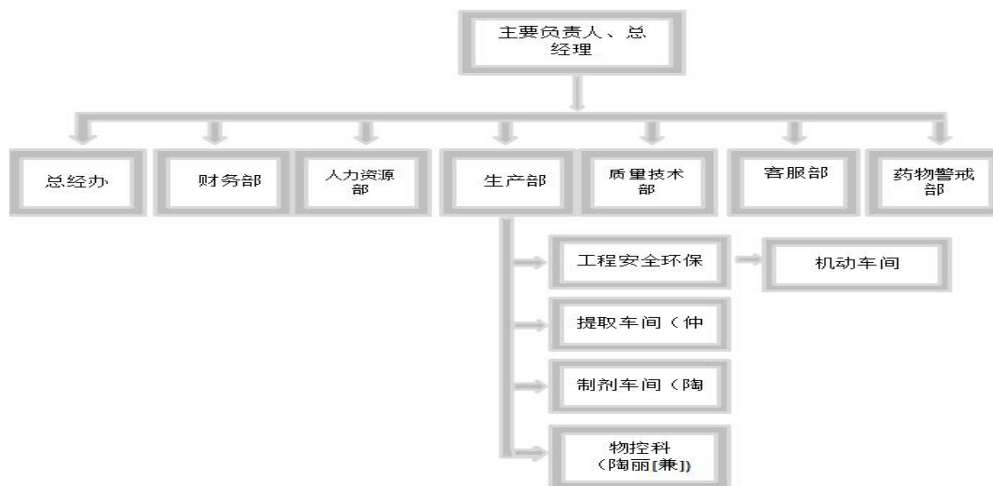 主要负责人、总
经理
总经办
财务部
人力资源
部
生产部
质量技术
部
客服部
药物警戒
部
工程安全环保
机动车间
提取车间（仲
制剂车间（陶
物控科
（陶丽[兼]）